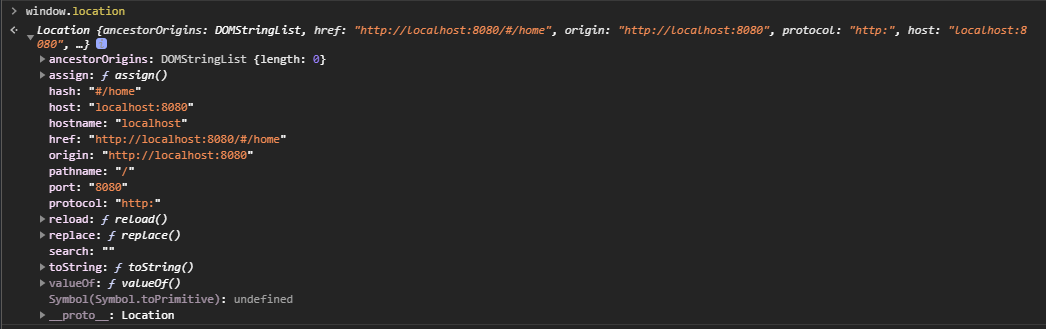 > window.location
Location {ancestorOrigins: DOMStringList, href: "http://localhost:8080/#/home", origin: "http://localhost:8080", protocol: "http:", host: "localhost:8
080", …} i
ancestorOrigins: DOMStringList {length: 0}
assign: ƒ assign()
hash: "#/home"
host: "localhost:8080"
hostname: "localhost"
href: "http://localhost:8080/#/home"
origin: "http://localhost:8080"
pathname: "/"
port: "8080"
protocol: "http:"
reload: ƒ reload()
replace: ƒ replace()
search: ""
toString: ƒ toString()
valueOf: ƒ valueOf()
Symbol(Symbol.toPrimitive): undefined
__proto__: Location